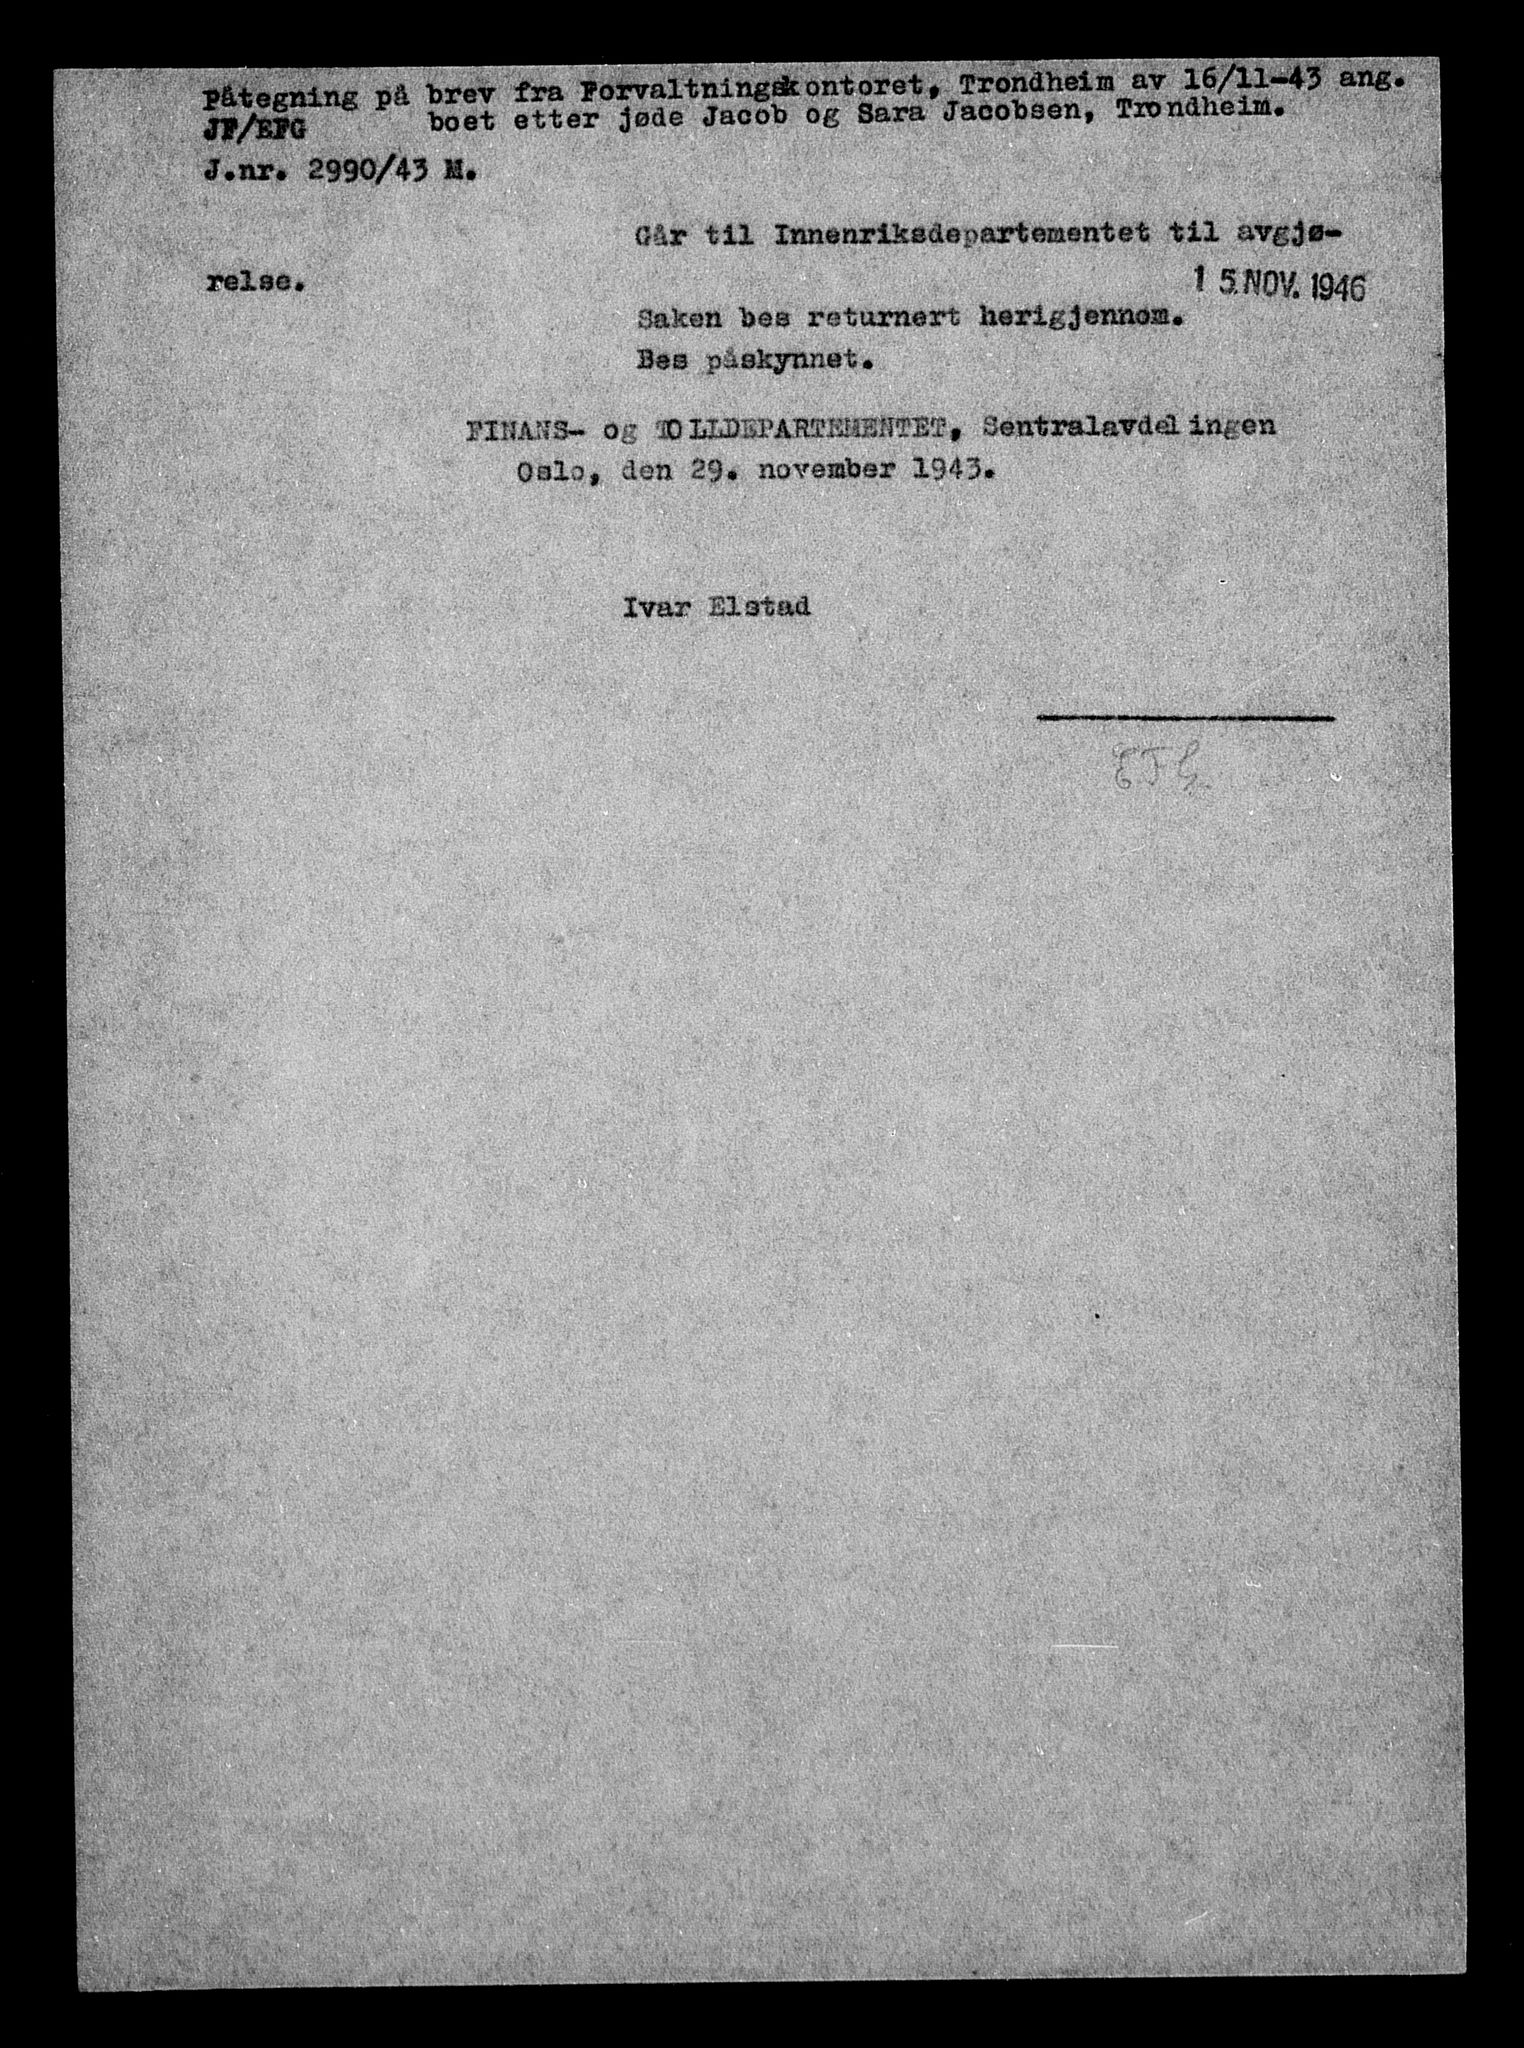 Påtegning på brev fra Forvaltningskontoret, Trondheim av 16/11-43 ang.
JF/EFG boet etter jøde Jacob og Sara Jacobsen, Trondheim.
J.nr. 2990/43 M.
Går til Innenriksdepartementet til avgjø-
relse.
15. NOV. 1946
Saken bes returnert herigjennom.
Bes påskynnet.
FINANS- og TOLLDEPARTEMENTET, Sentralavdelingen
Oslo, den 29. november 1943.
Ivar Elstad
EFG.